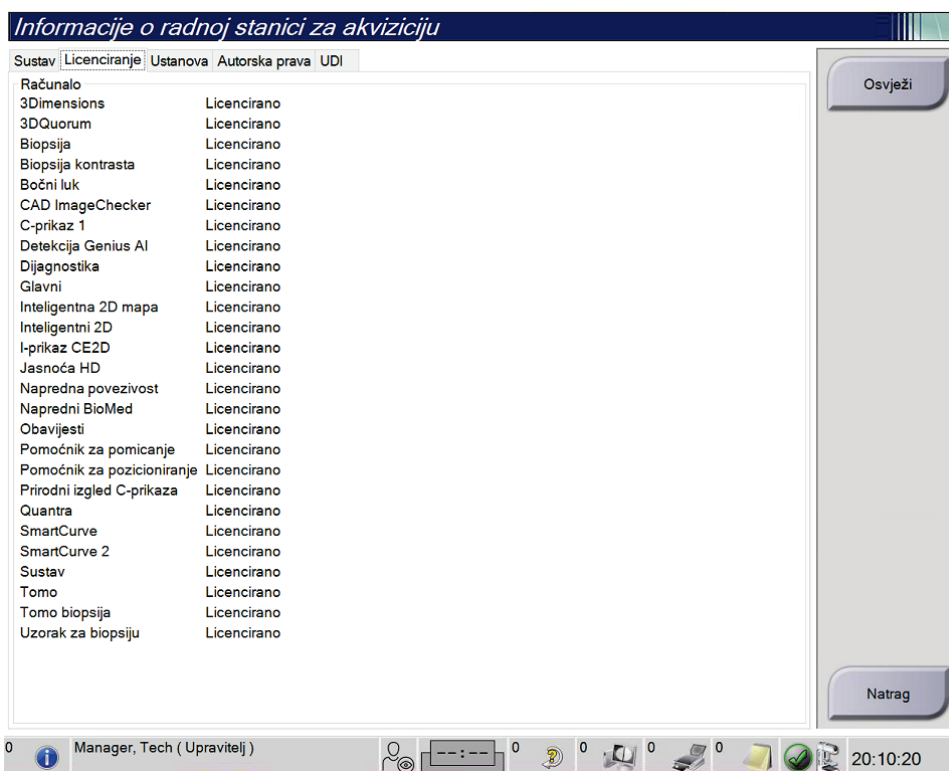 Informacije o radnoj stanici za akviziciju
Sustav Licenciranje Ustanova Autorska prava UDI
Osvježi
Računalo
3Dimensions Licencirano
3DQuorum Licencirano
Biopsija Licencirano
Biopsija kontrasta Licencirano
Bočni luk Licencirano
CAD ImageChecker Licencirano
C-prikaz 1 Licencirano
Detekcija Genius AI Licencirano
Dijagnostika Licencirano
Glavni Licencirano
Inteligentna 2D mapa Licencirano
Inteligentni 2D Licencirano
I-prikaz CE2D Licencirano
Jasnoća HD Licencirano
Napredna povezivost Licencirano
Napredni BioMed Licencirano
Obavijesti Licencirano
Pomoćnik za pomicanje Licencirano
Pomoćnik za pozicioniranje Licencirano
Prirodni izgled C-prikaza Licencirano
Quantra Licencirano
SmartCurve Licencirano
SmartCurve 2 Licencirano
Sustav Licencirano
Tomo Licencirano
Tomo biopsija Licencirano
Uzorak za biopsiju Licencirano
Natrag
0 Manager, Tech ( Upravitelj ) --:-- 0 0 0 0 20:10:20